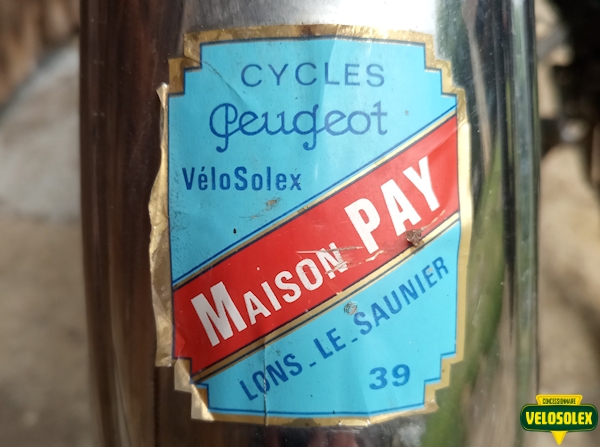 CYCLES
Peugeot
VéloSolex
MAISON PAY
LONS_LE_SAUNIER
39
CONCESSIONNAIRE
VELOSOLEX